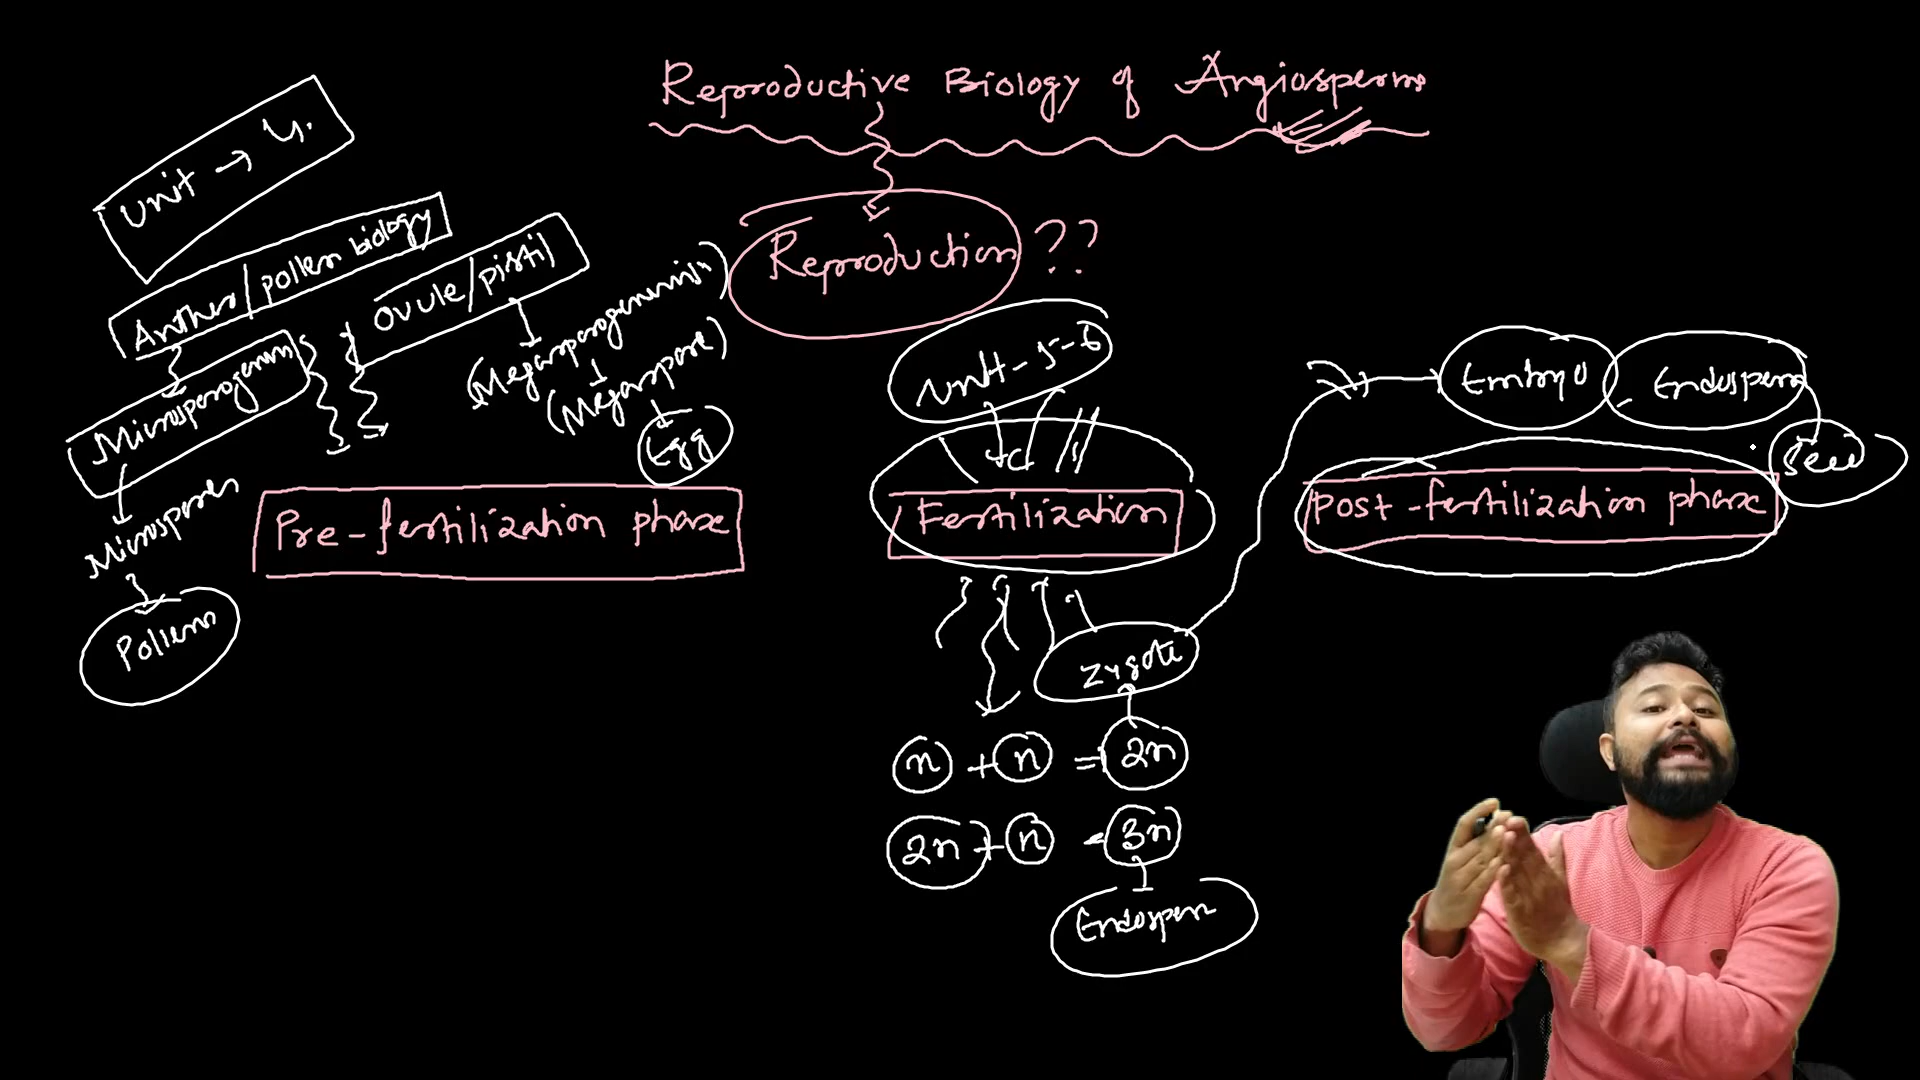 Reproductive Biology of Angiosperms
Unit → 4.
Anther/pollen biology
Ovule/pistil
Reproduction ??
Microsporogenesis
(Megasporogenesis)
(Megaspore)
Egg
Microspores
Pollens
Pre-fertilization phase
Unit-5-6
Fertilization
Zygote
n + n = 2n
2n + n = 3n
Endosperm
Embryo
Endosperm
Seed
Post-fertilization phase